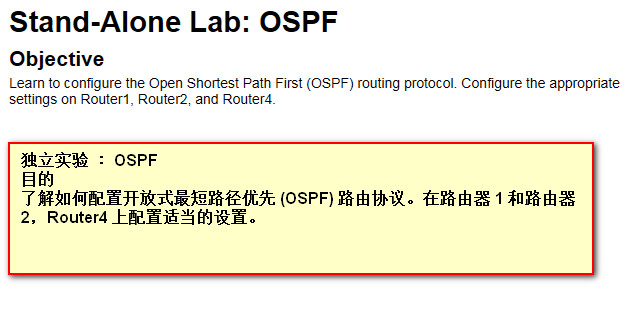 Stand-Alone Lab: OSPF
Objective
Learn to configure the Open Shortest Path First (OSPF) routing protocol. Configure the appropriate
settings on Router1, Router2, and Router4.
独立实验 ： OSPF
目的
了解如何配置开放式最短路径优先 (OSPF) 路由协议。在路由器 1 和路由器
2，Router4 上配置适当的设置。